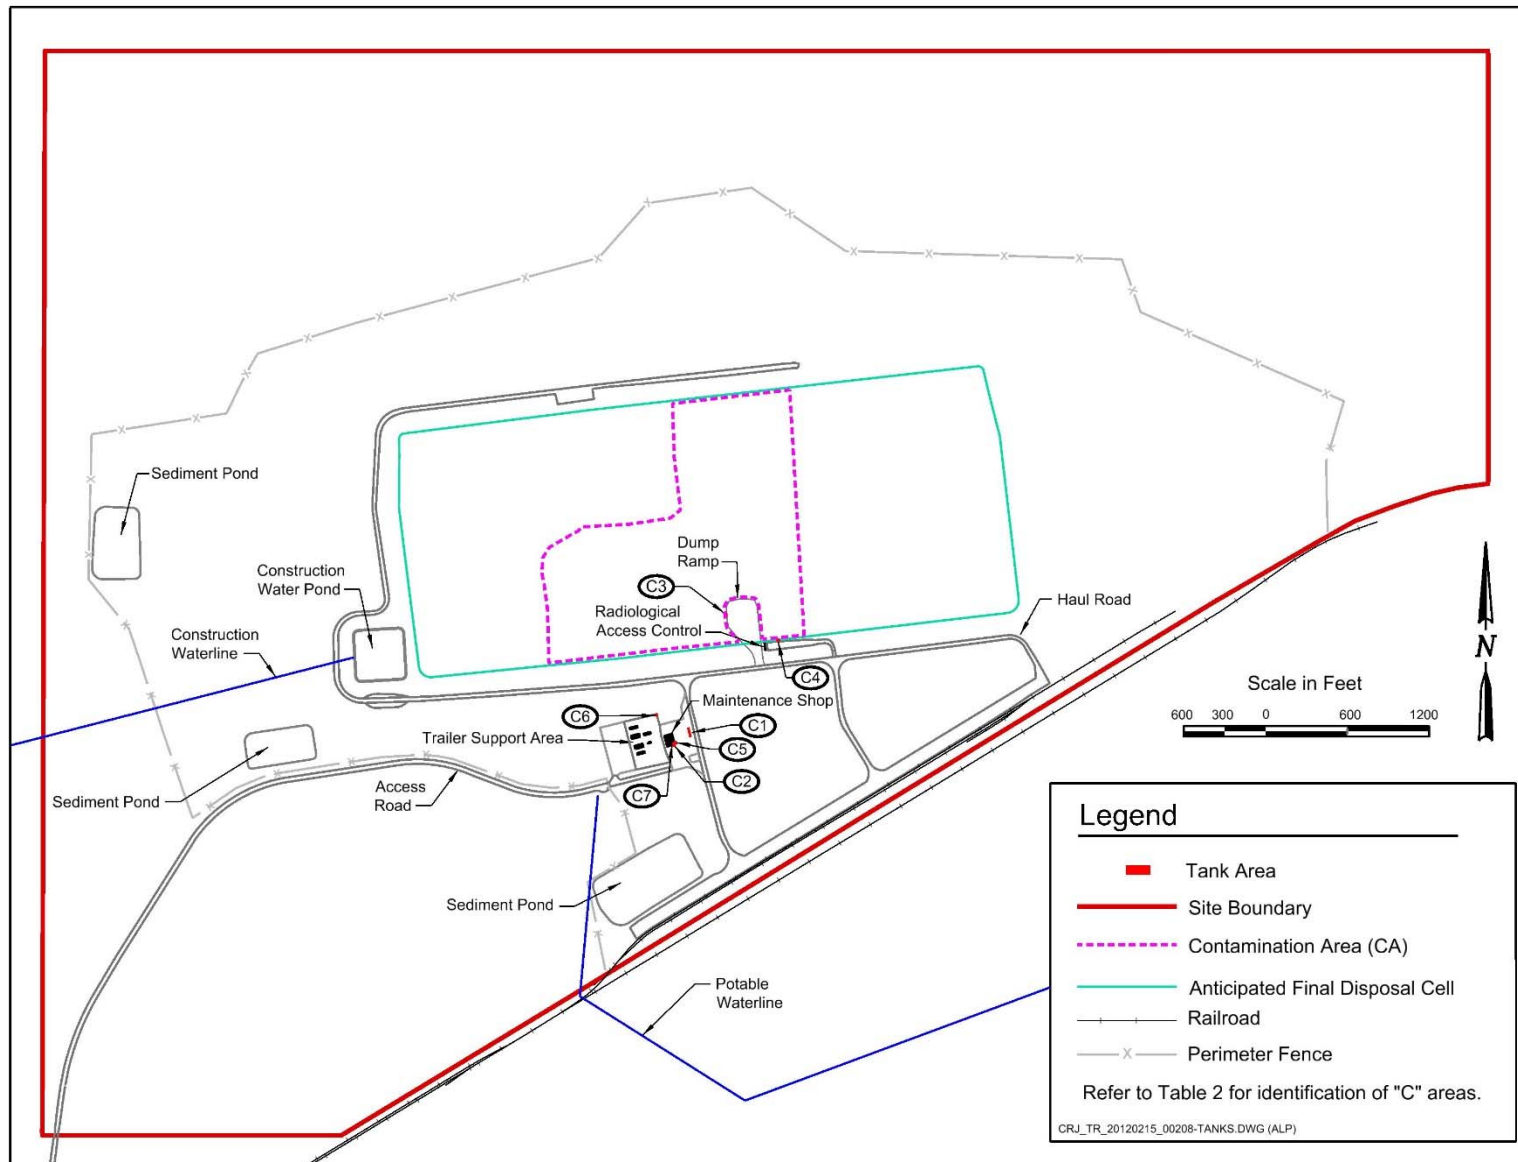 Sediment Pond
Construction
Water Pond
Construction
Waterline
Dump
Ramp
C3
Radiological
Access Control
Haul Road
C4
Maintenance Shop
C6
C1
Trailer Support Area
C5
C2
C7
Sediment Pond
Access
Road
Sediment Pond
Potable
Waterline
N
Scale in Feet
600 300 0 600 1200
Legend
Tank Area
Site Boundary
Contamination Area (CA)
Anticipated Final Disposal Cell
Railroad
X Perimeter Fence
Refer to Table 2 for identification of "C" areas.
CRJ_TR_20120215_00208-TANKS.DWG (ALP)
Sediment Pond